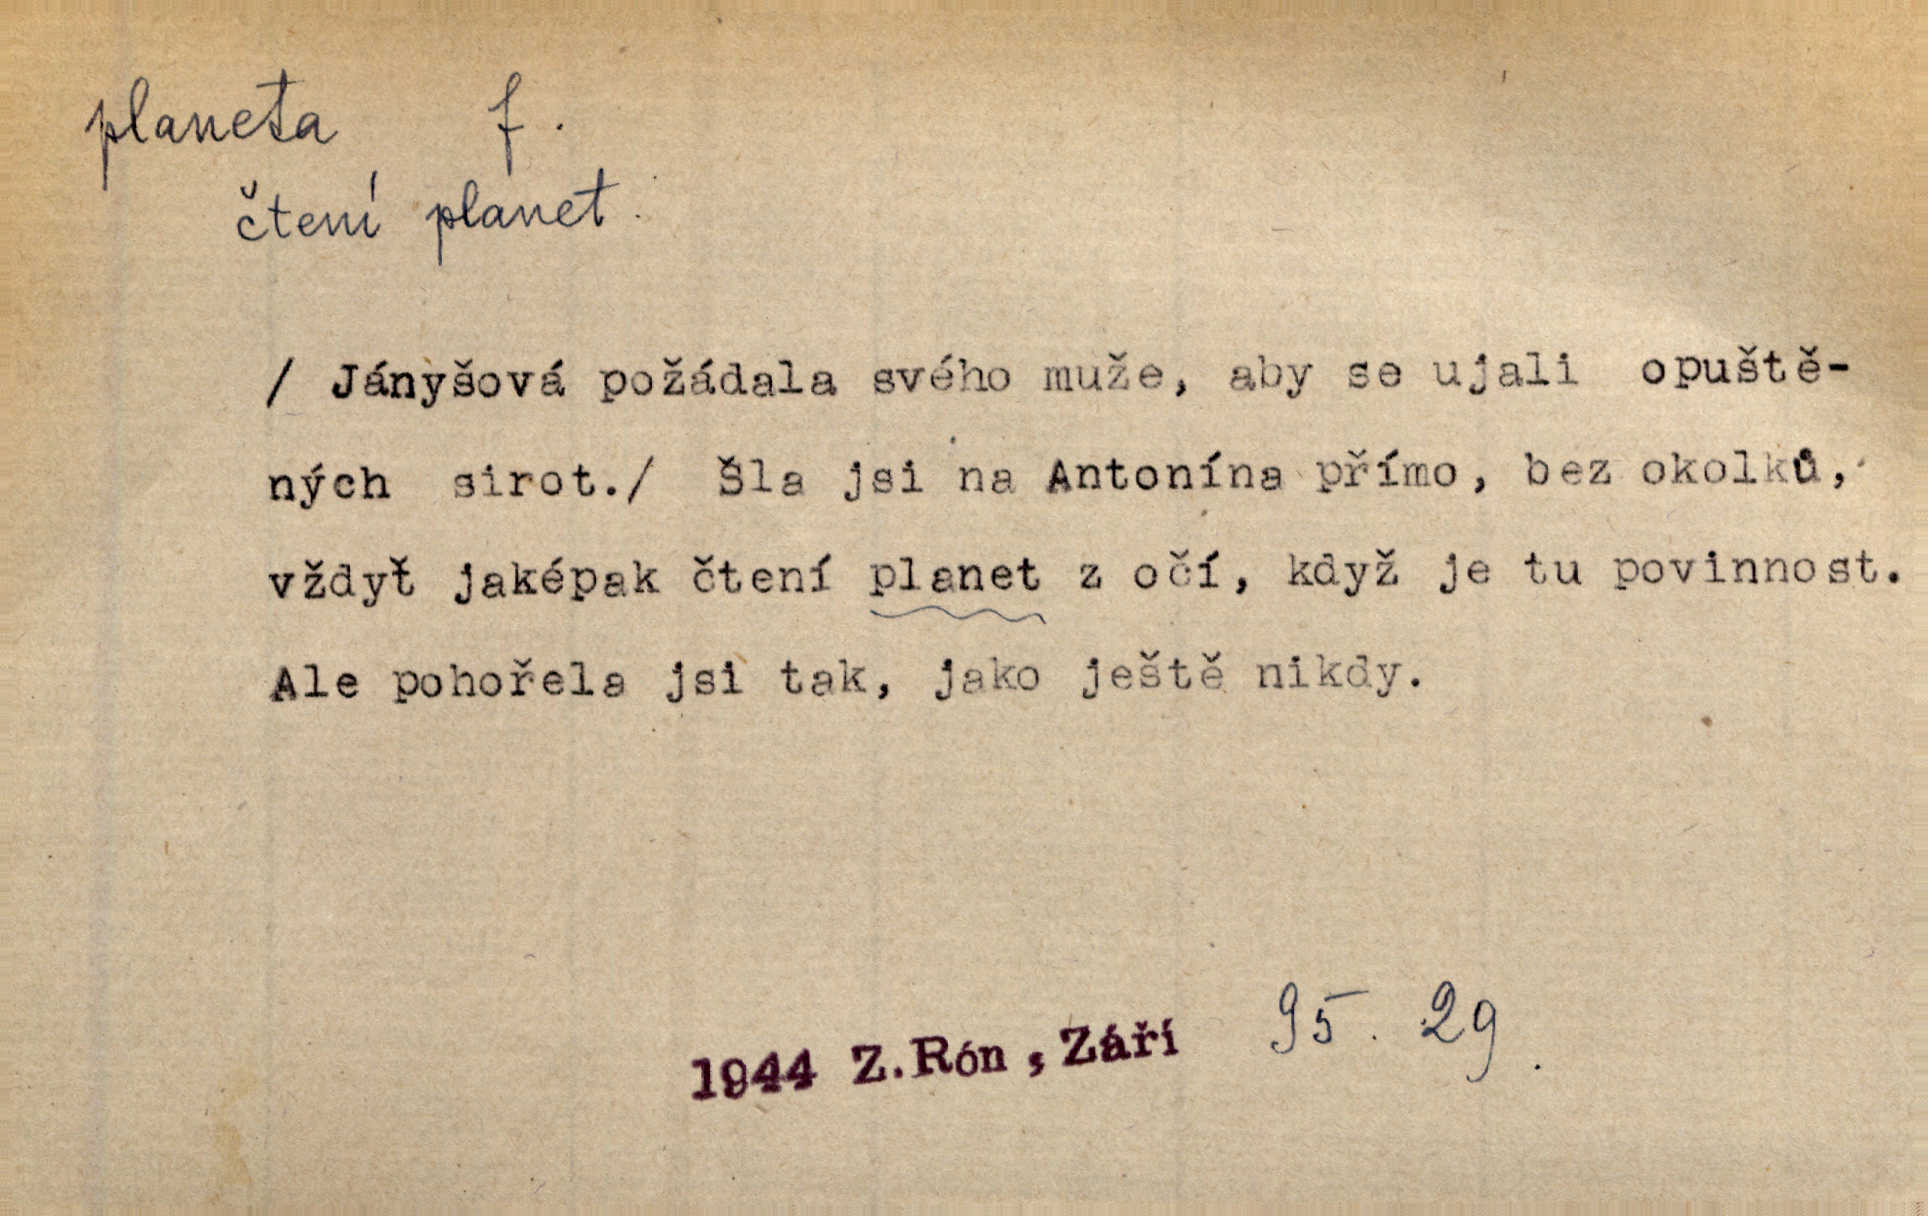 planeta f.
čtení planet.
/ Jányšová požádala svého muže, aby se ujali opuště-
ných sirot./ Šla jsi na Antonína přímo, bez okolků,
vždyť jaképak čtení planet z očí, když je tu povinnost.
Ale pohořela jsi tak, jako ještě nikdy.
1944 Z.Rón, Září 95. 29.